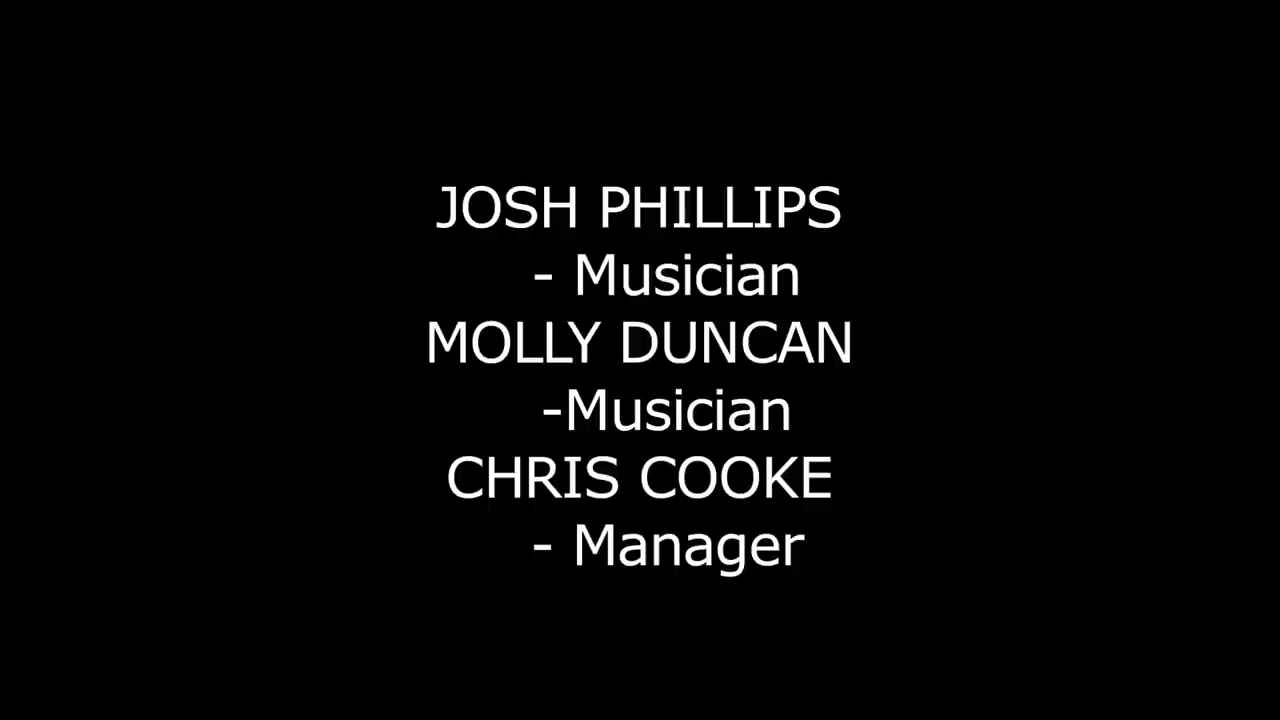 JOSH PHILLIPS
- Musician
MOLLY DUNCAN
-Musician
CHRIS COOKE
- Manager